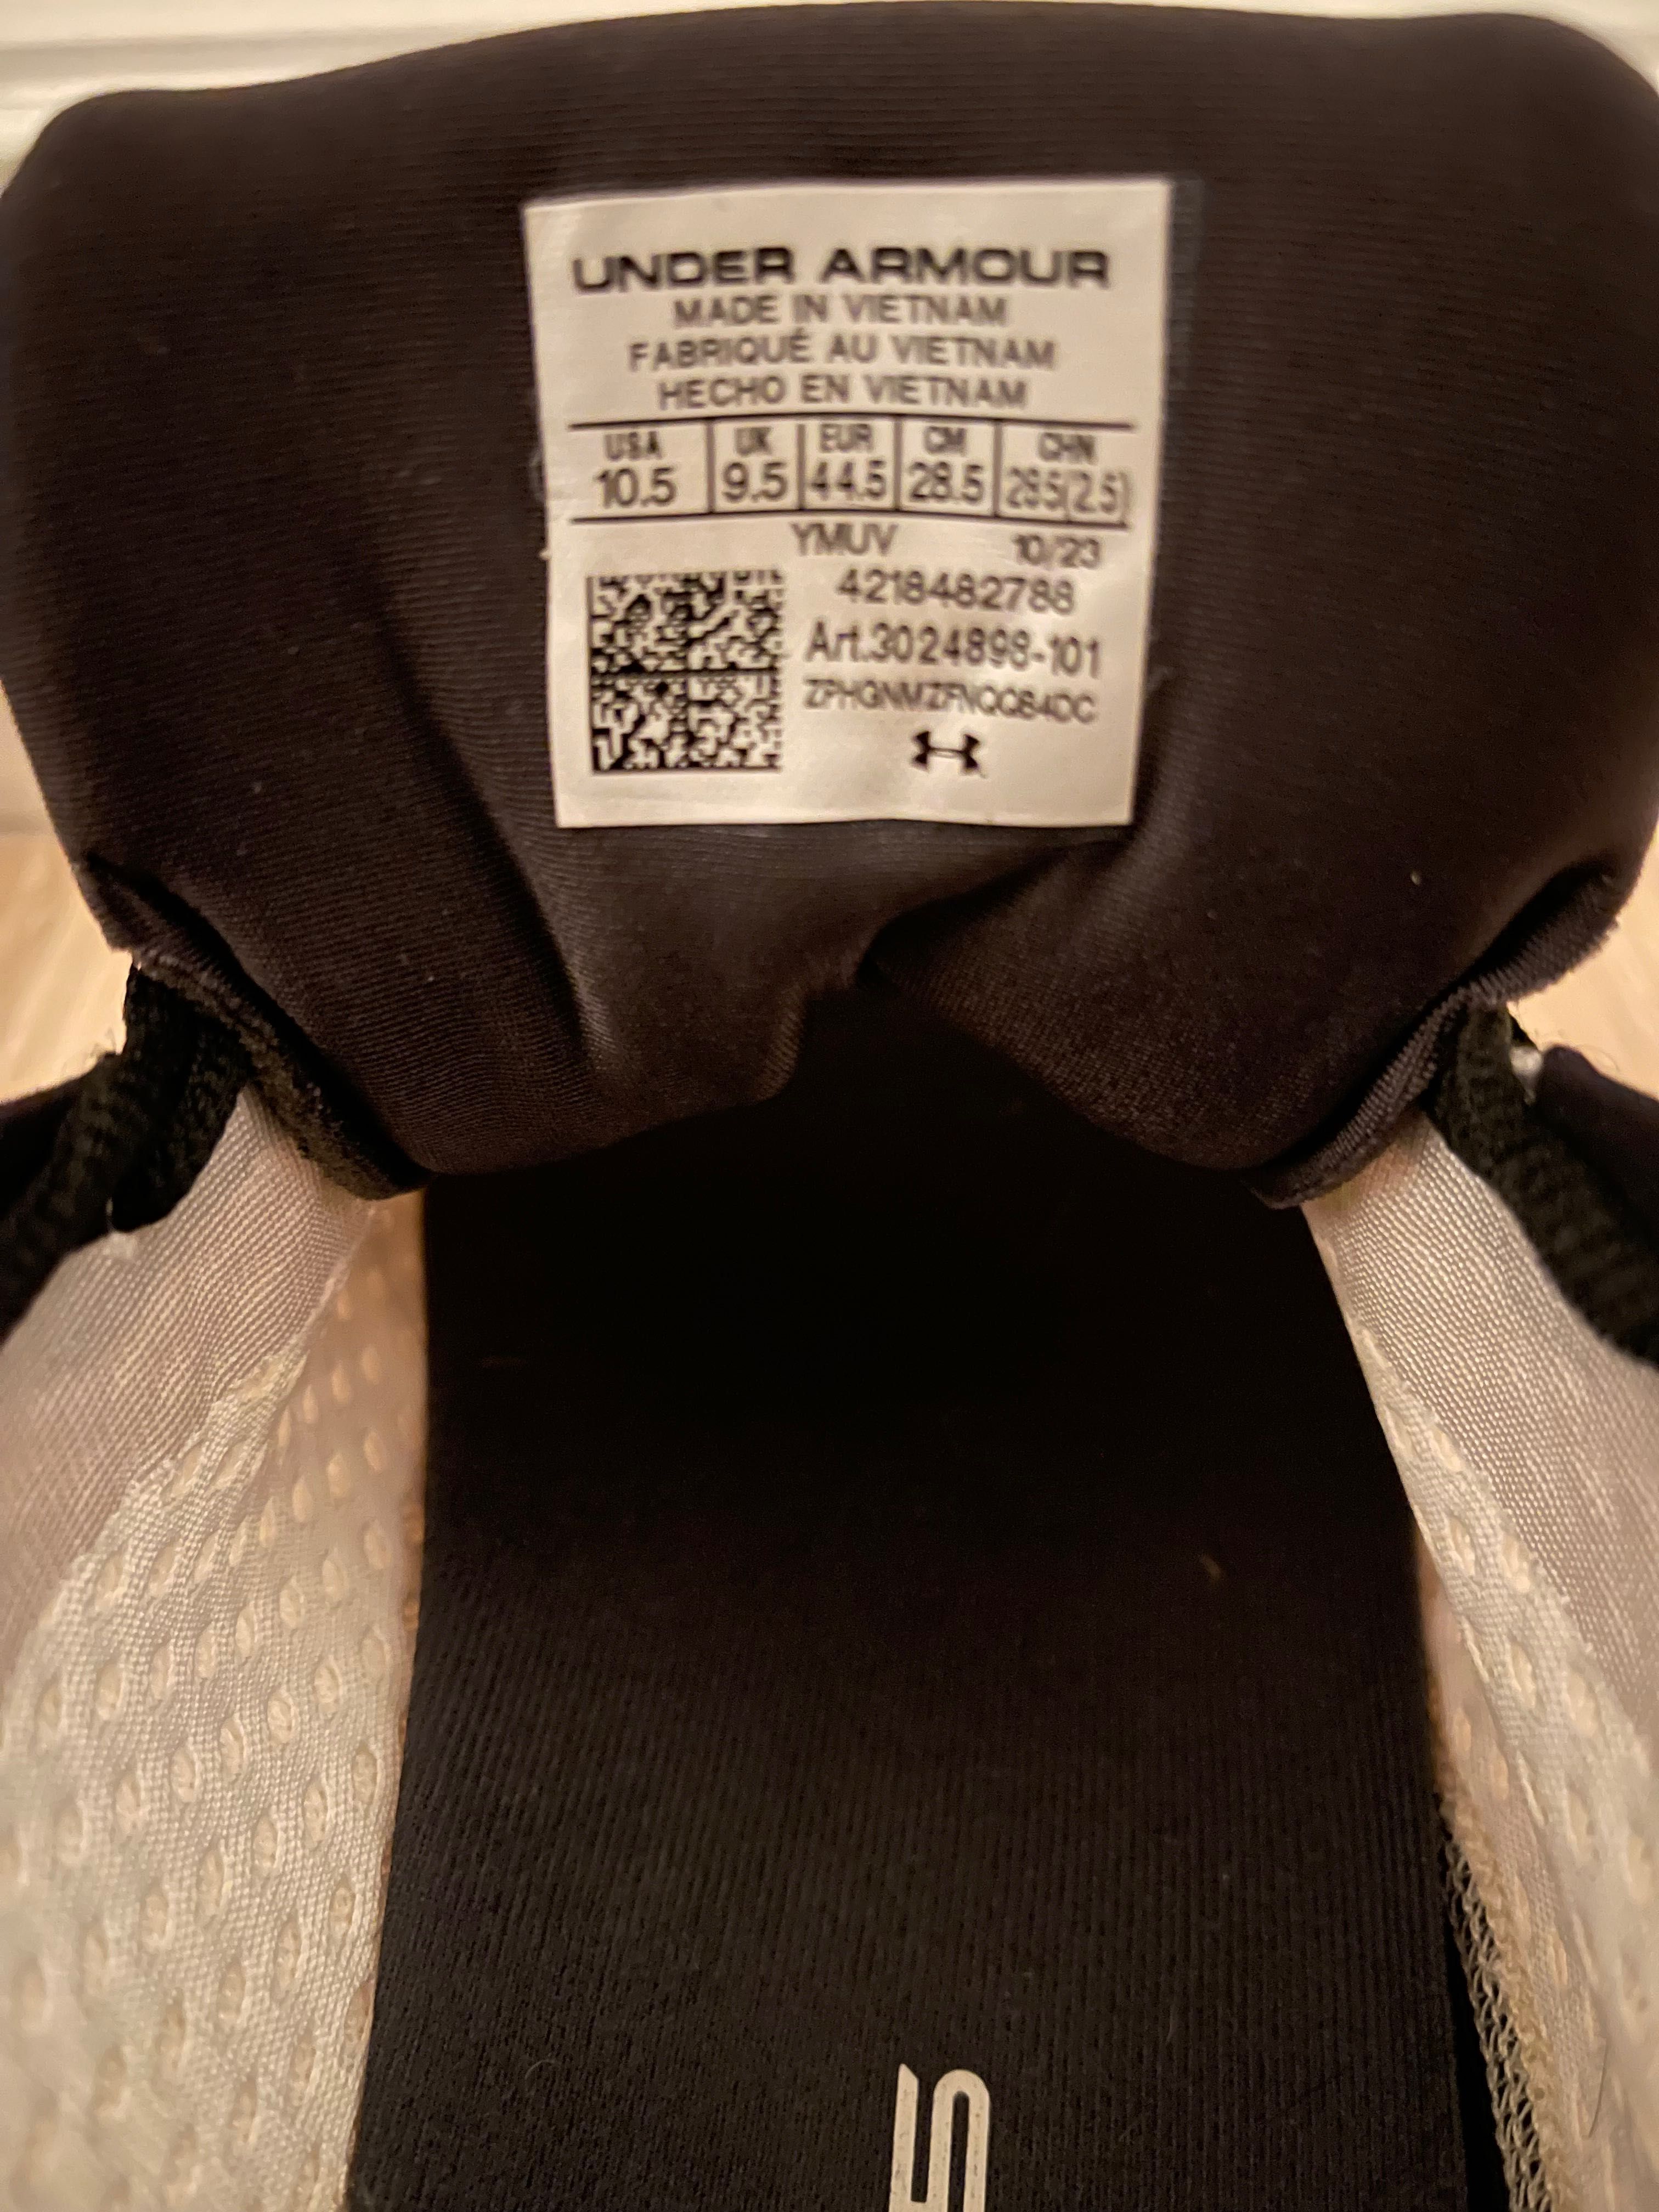 UNDER ARMOUR
MADE IN VIETNAM
FABRIQUÉ AU VIETNAM
HECHO EN VIETNAM
USA UK EUR CM CHN
10.5 9.5 44.5 28.5 285(2.5)
YMUV 10/23
4218482788
Art.3024898-101
5